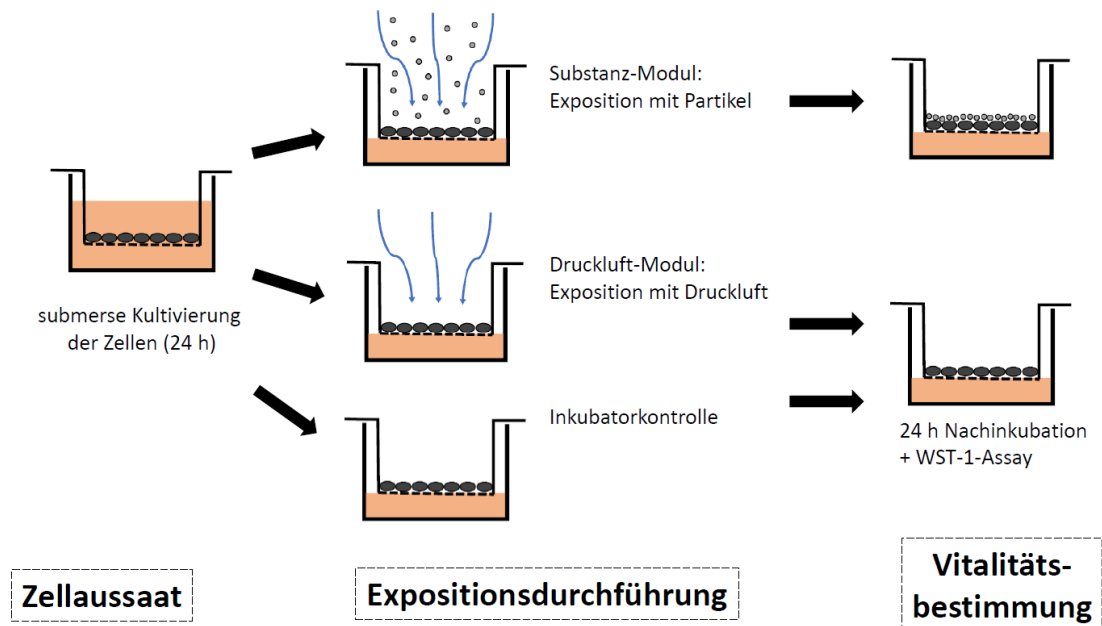 Substanz-Modul:
Exposition mit Partikel
submerse Kultivierung
der Zellen (24 h)
Druckluft-Modul:
Exposition mit Druckluft
Inkubatorkontrolle
24 h Nachinkubation
+ WST-1-Assay
Zellaussaat
Expositionsdurchführung
Vitalitäts-
bestimmung